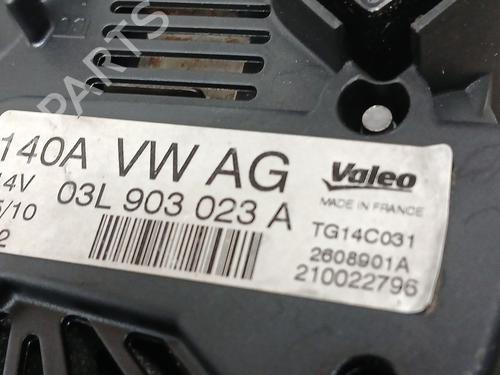 PARTS
140A VW AG
Valeo
MADE IN FRANCE
14V
03L 903 023 A
TG14C031
5/10
2608901A
2
210022796